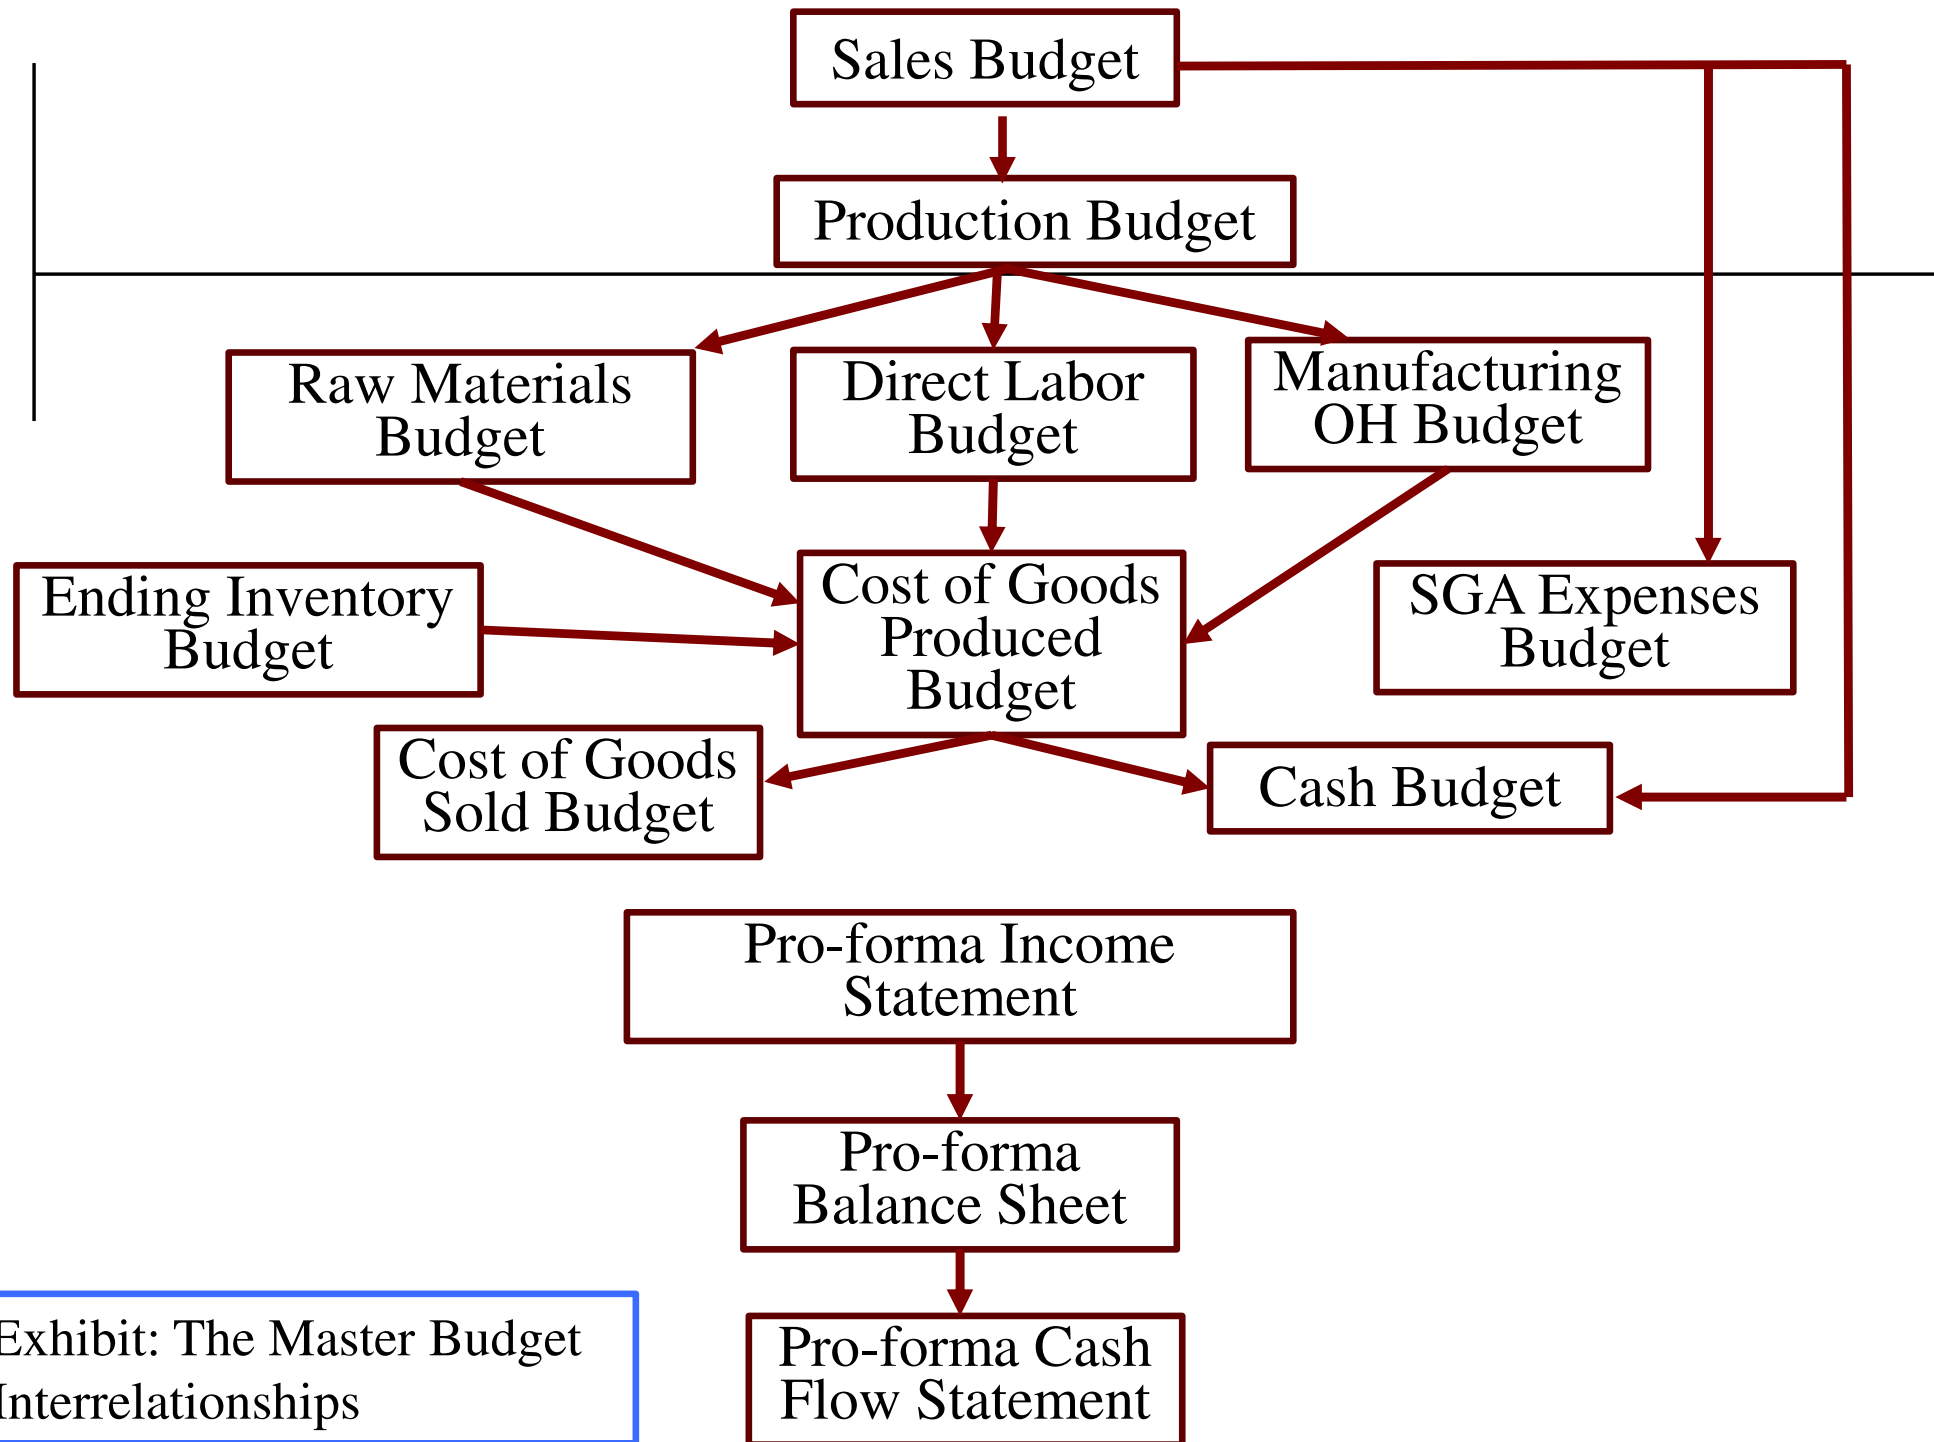 Sales Budget
Production Budget
Raw Materials
Budget
Direct Labor
Budget
Manufacturing
OH Budget
Ending Inventory
Budget
Cost of Goods
Produced
Budget
SGA Expenses
Budget
Cost of Goods
Sold Budget
Cash Budget
Pro-forma Income
Statement
Pro-forma
Balance Sheet
Pro-forma Cash
Flow Statement
Exhibit: The Master Budget
Interrelationships